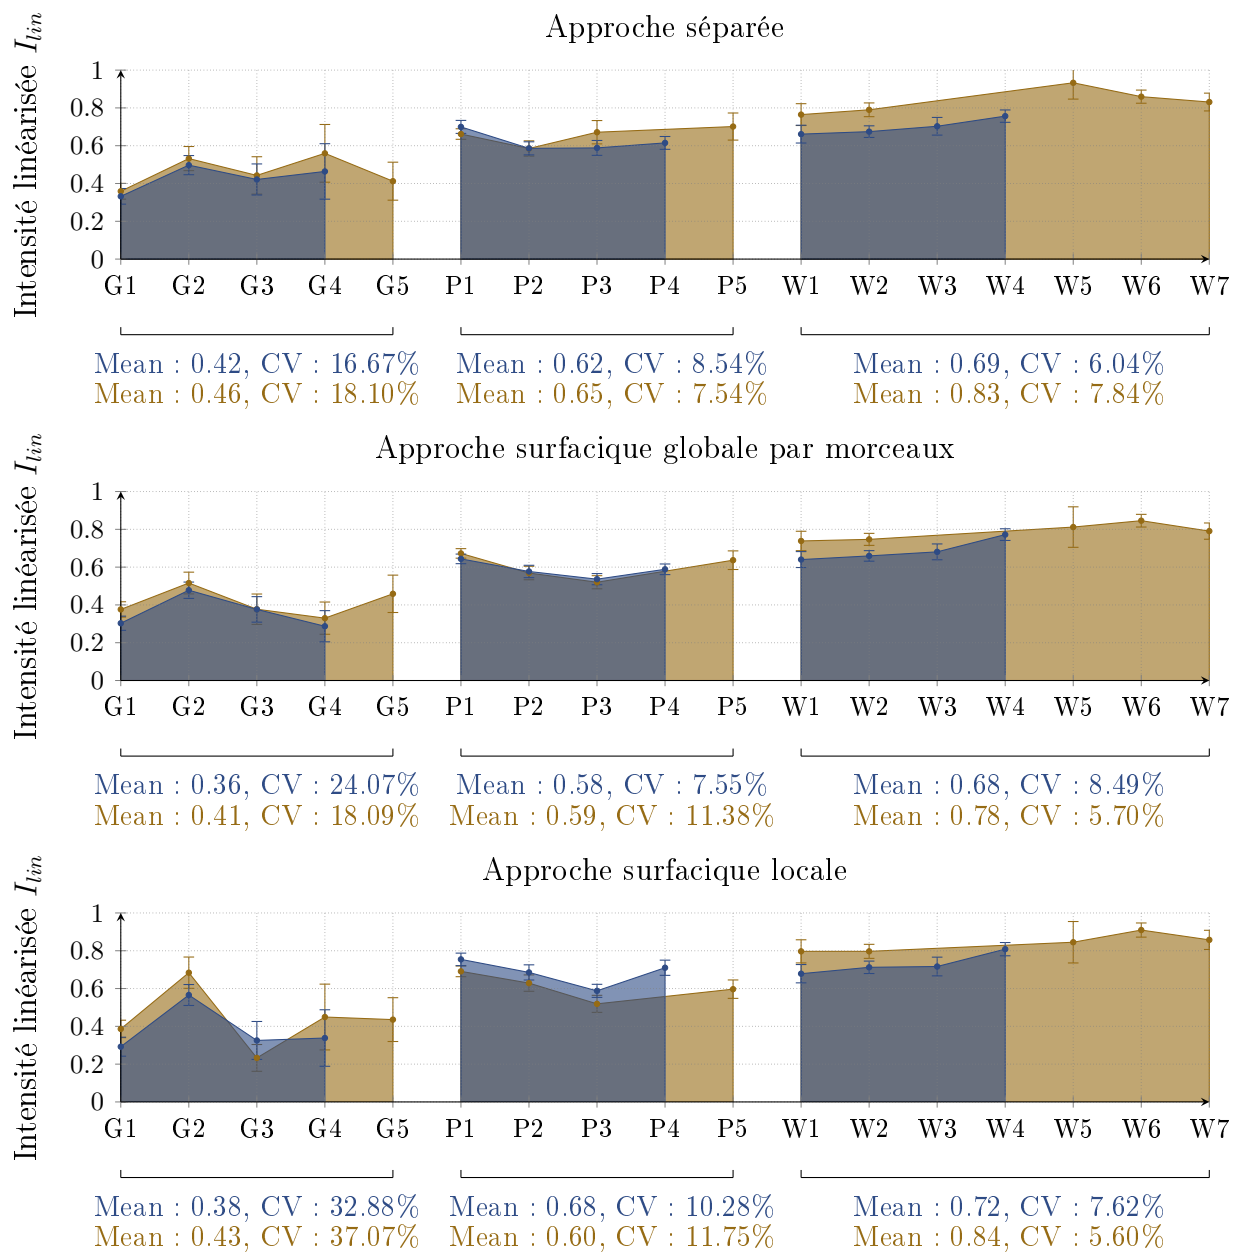 Approche séparée
Intensité linéarisée I_lin
1
0.8
0.6
0.4
0.2
0
G1 G2 G3 G4 G5 P1 P2 P3 P4 P5 W1 W2 W3 W4 W5 W6 W7
Mean : 0.42, CV : 16.67% Mean : 0.62, CV : 8.54% Mean : 0.69, CV : 6.04%
Mean : 0.46, CV : 18.10% Mean : 0.65, CV : 7.54% Mean : 0.83, CV : 7.84%
Approche surfacique globale par morceaux
Intensité linéarisée I_lin
1
0.8
0.6
0.4
0.2
0
G1 G2 G3 G4 G5 P1 P2 P3 P4 P5 W1 W2 W3 W4 W5 W6 W7
Mean : 0.36, CV : 24.07% Mean : 0.58, CV : 7.55% Mean : 0.68, CV : 8.49%
Mean : 0.41, CV : 18.09% Mean : 0.59, CV : 11.38% Mean : 0.78, CV : 5.70%
Approche surfacique locale
Intensité linéarisée I_lin
1
0.8
0.6
0.4
0.2
0
G1 G2 G3 G4 G5 P1 P2 P3 P4 P5 W1 W2 W3 W4 W5 W6 W7
Mean : 0.38, CV : 32.88% Mean : 0.68, CV : 10.28% Mean : 0.72, CV : 7.62%
Mean : 0.43, CV : 37.07% Mean : 0.60, CV : 11.75% Mean : 0.84, CV : 5.60%